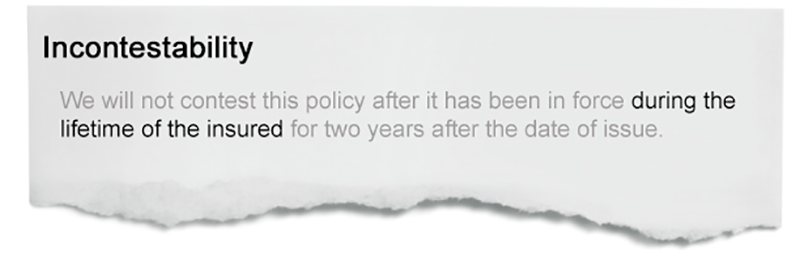 Incontestability
We will not contest this policy after it has been in force during the
lifetime of the insured for two years after the date of issue.